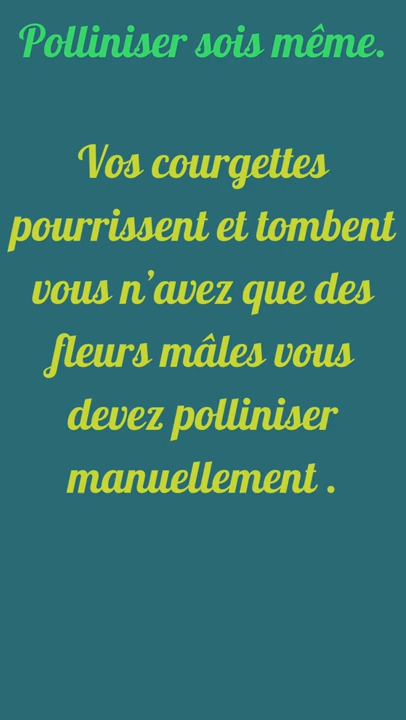 Polliniser sois même.
Vos courgettes
pourrissent et tombent
vous n’avez que des
fleurs mâles vous
devez polliniser
manuellement .